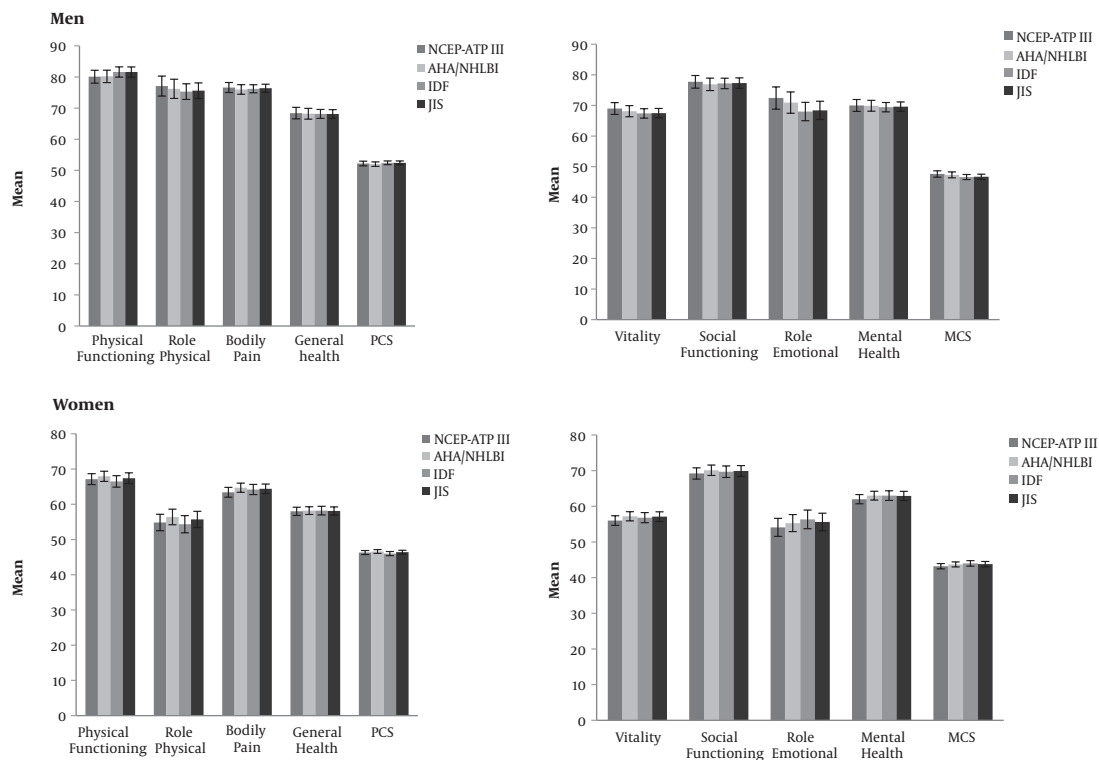 Men
90
80
70
60
50
40
30
20
10
0
Mean
NCEP-ATP III
AHA/NHLBI
IDF
JIS
Physical
Functioning
Role
Physical
Bodily
Pain
General
health
PCS
90
80
70
60
50
40
30
20
10
0
Mean
NCEP-ATP III
AHA/NHLBI
IDF
JIS
Vitality
Social
Functioning
Role
Emotional
Mental
Health
MCS
Women
80
70
60
50
40
30
20
10
0
Mean
NCEP-ATP III
AHA/NHLBI
IDF
JIS
Physical
Functioning
Role
Physical
Bodily
Pain
General
Health
PCS
80
70
60
50
40
30
20
10
0
Mean
NCEP-ATP III
AHA/NHLBI
IDF
JIS
Vitality
Social
Functioning
Role
Emotional
Mental
Health
MCS